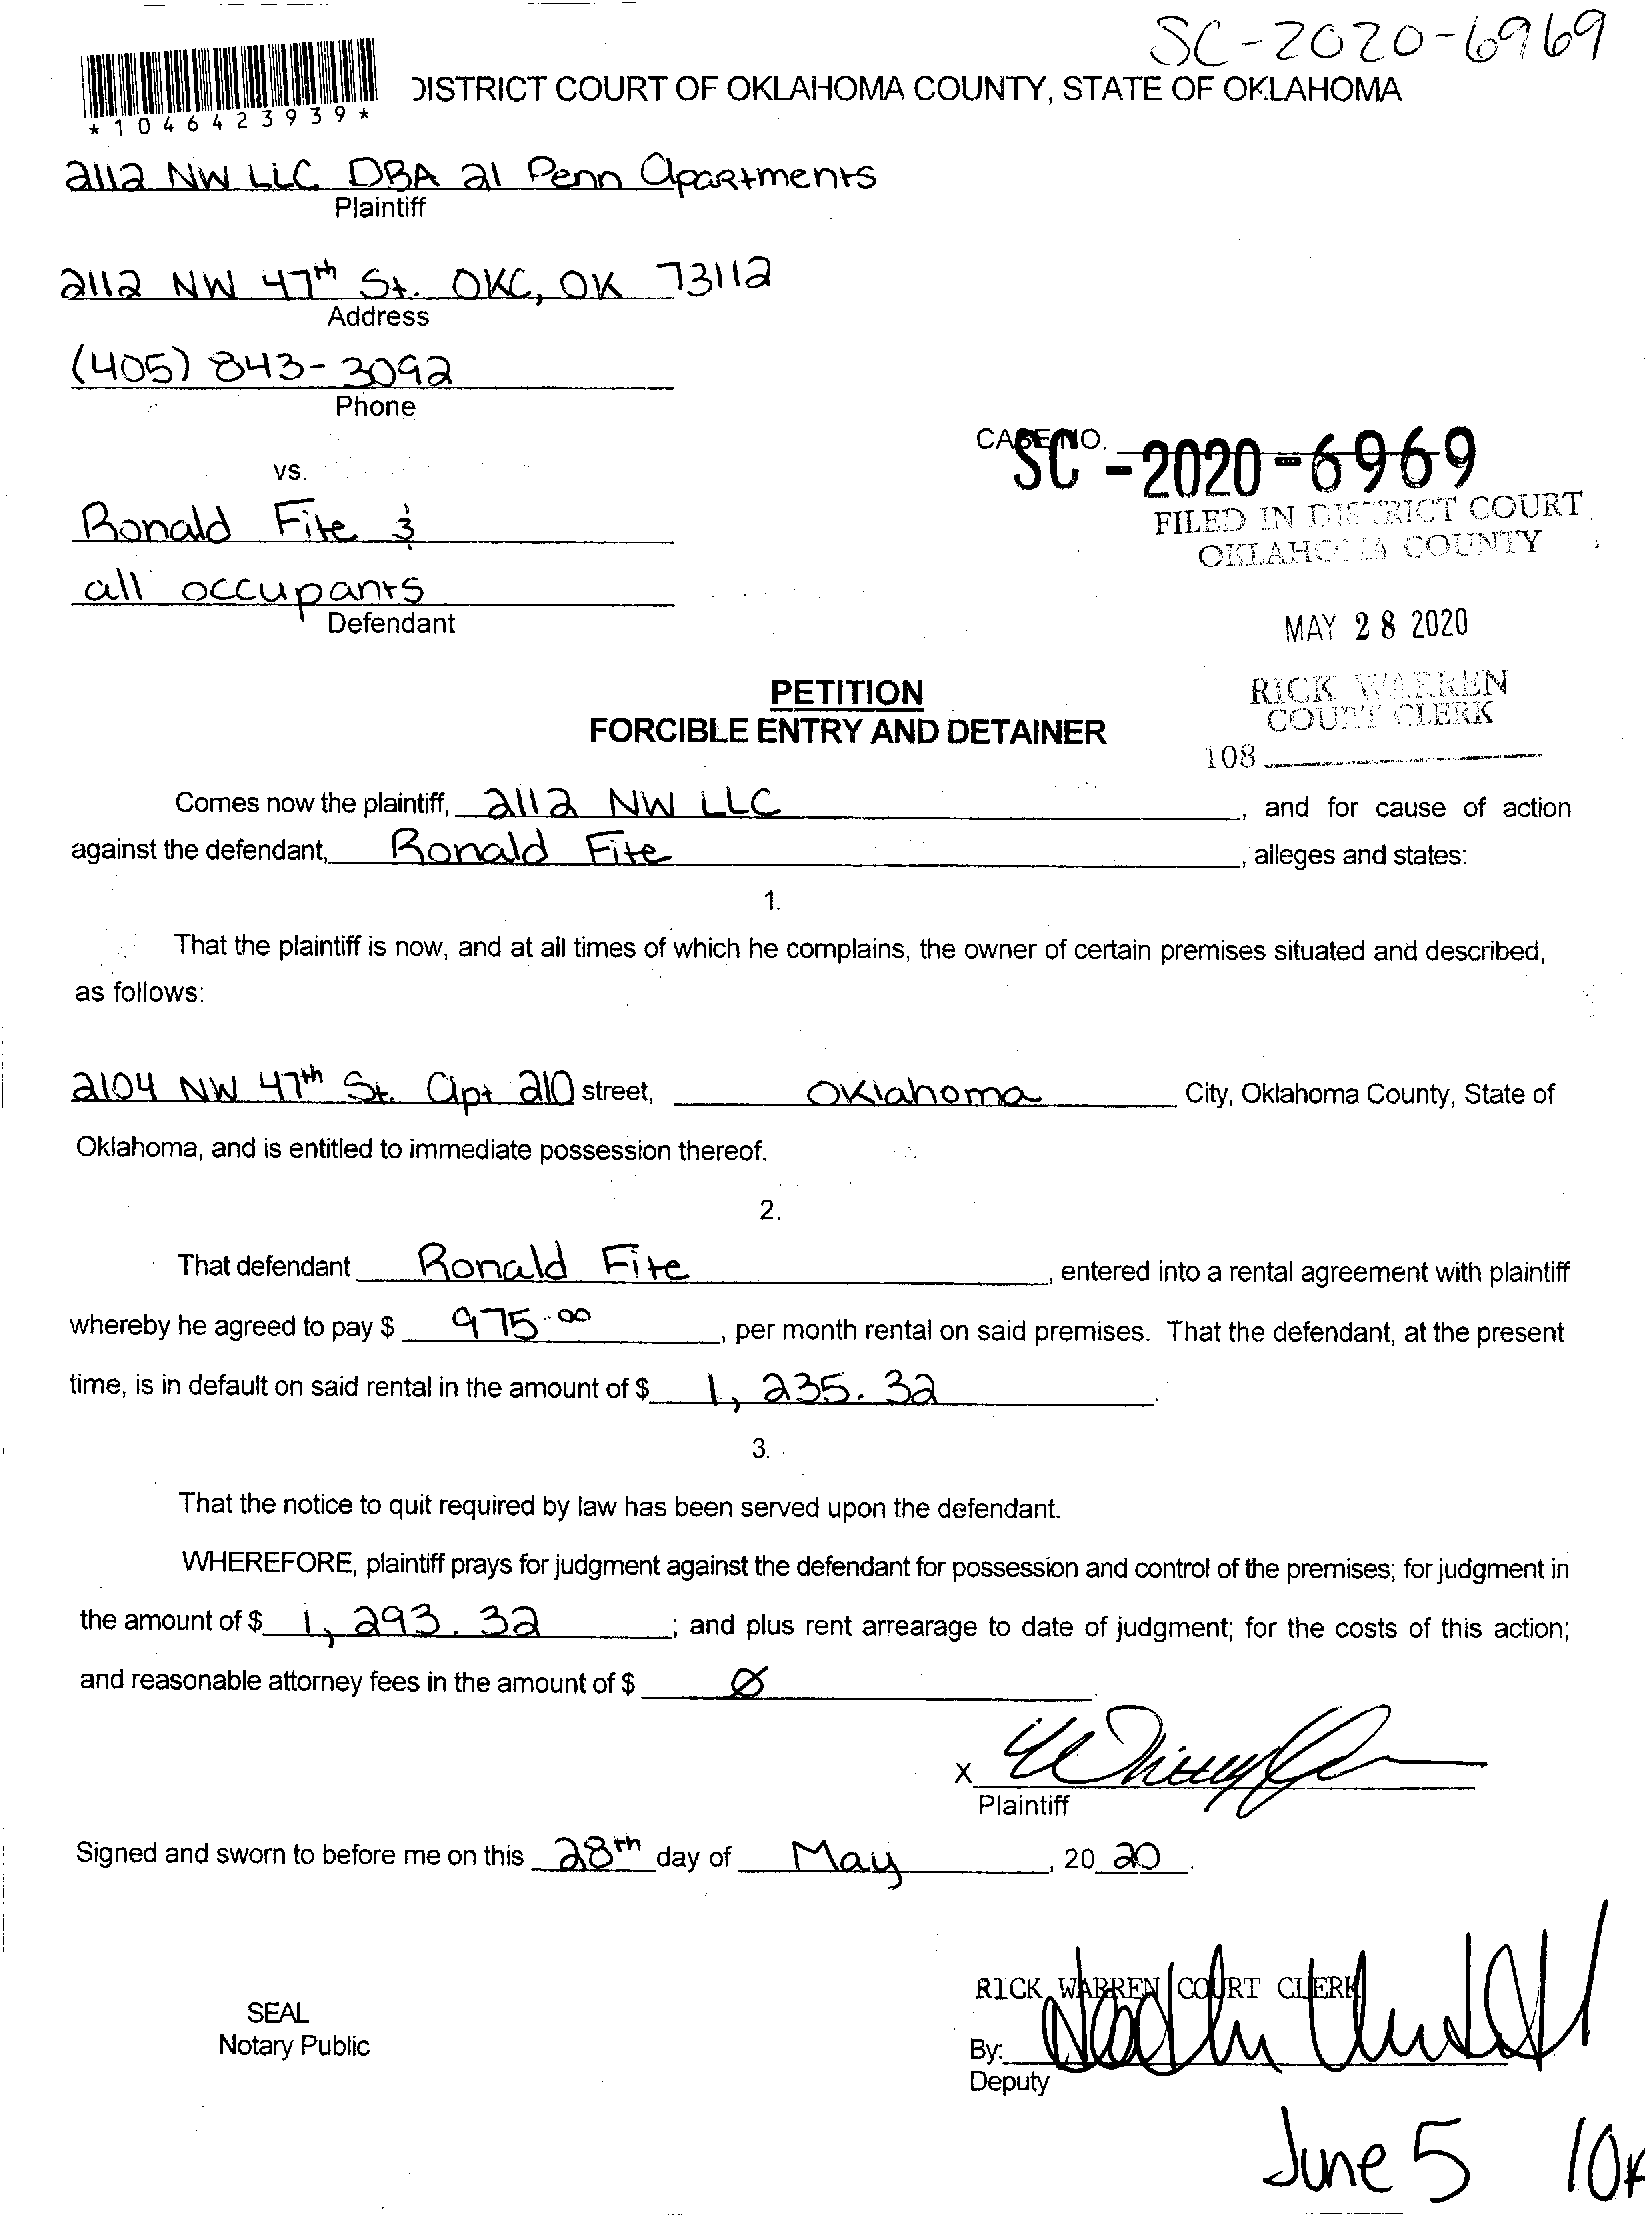 SC-2020-6969
DISTRICT COURT OF OKLAHOMA COUNTY, STATE OF OKLAHOMA
*1046423939*
2112 NW LLC DBA 21 Penn Apartments
Plaintiff
2112 NW 47th St. OKC, OK 73112
Address
(405) 843-3092
Phone
CASE NO.
SC-2020-6969
vs.
FILED IN DISTRICT COURT
OKLAHOMA COUNTY
Ronald Fite &
all occupants
Defendant
MAY 28 2020
PETITION
FORCIBLE ENTRY AND DETAINER
RICK WARREN
COURT CLERK
108
Comes now the plaintiff, 2112 NW LLC, and for cause of action
against the defendant, Ronald Fite, alleges and states:
1.
That the plaintiff is now, and at all times of which he complains, the owner of certain premises situated and described,
as follows:
2104 NW 47th St. Apt 210 street, Oklahoma City, Oklahoma County, State of
Oklahoma, and is entitled to immediate possession thereof.
2.
That defendant Ronald Fite, entered into a rental agreement with plaintiff
whereby he agreed to pay $ 975.00, per month rental on said premises. That the defendant, at the present
time, is in default on said rental in the amount of $ 1,235.32.
3.
That the notice to quit required by law has been served upon the defendant.
WHEREFORE, plaintiff prays for judgment against the defendant for possession and control of the premises; for judgment in
the amount of $ 1,293.32; and plus rent arrearage to date of judgment; for the costs of this action;
and reasonable attorney fees in the amount of $ Ø
X
Plaintiff
Signed and sworn to before me on this 28th day of May, 20 20.
RICK WARREN COURT CLERK
SEAL
Notary Public
By:
Deputy
June 5 10